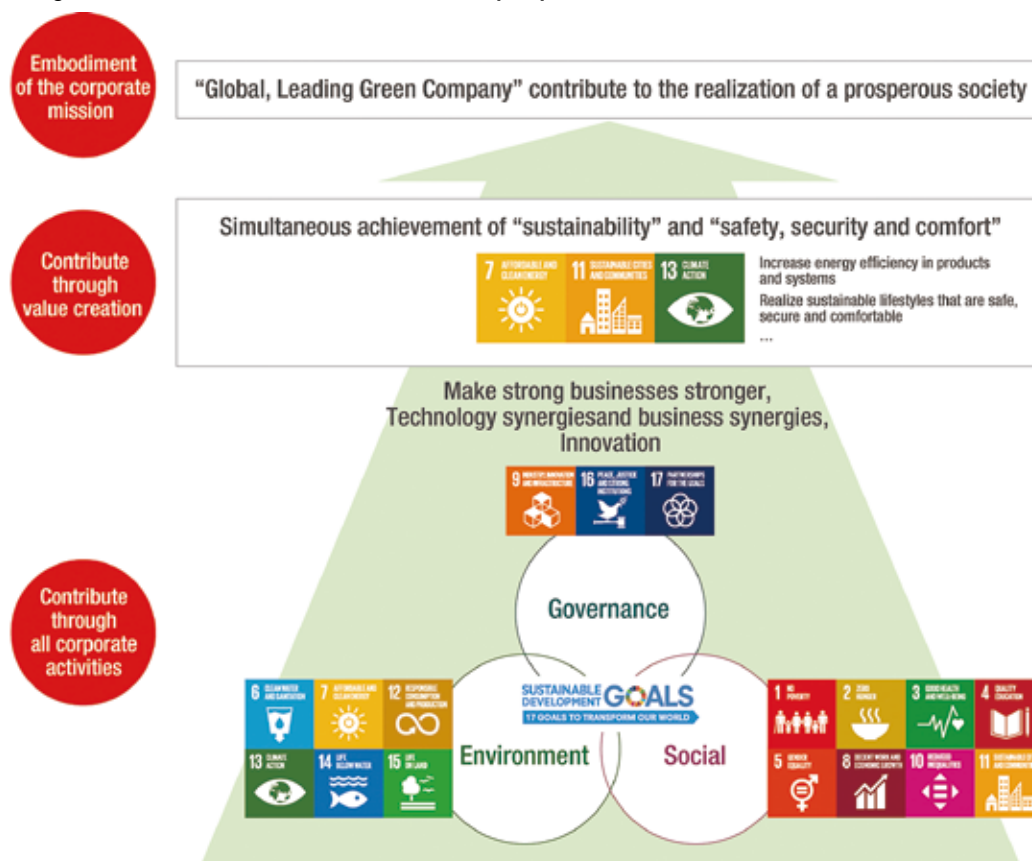 Embodiment
of the corporate
mission
“Global, Leading Green Company” contribute to the realization of a prosperous society
Contribute
through
value creation
Simultaneous achievement of “sustainability” and “safety, security and comfort”
7 AFFORDABLE AND
CLEAN ENERGY
11 SUSTAINABLE CITIES
AND COMMUNITIES
13 CLIMATE
ACTION
Increase energy efficiency in products
and systems
Realize sustainable lifestyles that are safe,
secure and comfortable
...
Make strong businesses stronger,
Technology synergiesand business synergies,
Innovation
9 INDUSTRY, INNOVATION
AND INFRASTRUCTURE
16 PEACE, JUSTICE
AND STRONG
INSTITUTIONS
17 PARTNERSHIPS
FOR THE GOALS
Contribute
through
all corporate
activities
Governance
SUSTAINABLE
DEVELOPMENT GOALS
17 GOALS TO TRANSFORM OUR WORLD
Environment
Social
6 CLEAN WATER
AND SANITATION
7 AFFORDABLE AND
CLEAN ENERGY
12 RESPONSIBLE
CONSUMPTION
AND PRODUCTION
13 CLIMATE
ACTION
14 LIFE
BELOW WATER
15 LIFE
ON LAND
1 NO
POVERTY
2 ZERO
HUNGER
3 GOOD HEALTH
AND WELL-BEING
4 QUALITY
EDUCATION
5 GENDER
EQUALITY
8 DECENT WORK AND
ECONOMIC GROWTH
10 REDUCED
INEQUALITIES
11 SUSTAINABLE
AND COMMUNITIES